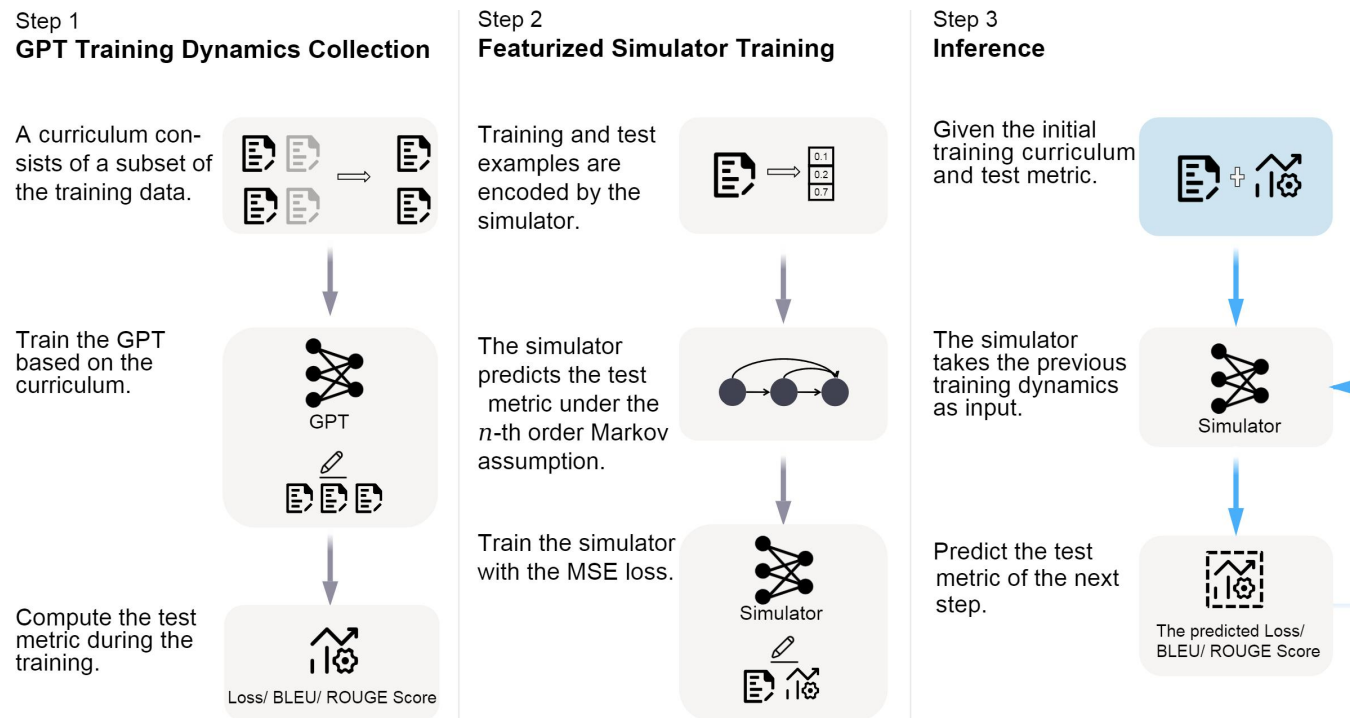 Step 1
GPT Training Dynamics Collection
A curriculum con-
sists of a subset of
the training data.
Train the GPT
based on the
curriculum.
GPT
Compute the test
metric during the
training.
Loss/ BLEU/ ROUGE Score
Step 2
Featurized Simulator Training
Training and test
examples are
encoded by the
simulator.
0.1
0.2
0.7
The simulator
predicts the test
metric under the
n-th order Markov
assumption.
Train the simulator
with the MSE loss.
Simulator
Step 3
Inference
Given the initial
training curriculum
and test metric.
The simulator
takes the previous
training dynamics
as input.
Simulator
Predict the test
metric of the next
step.
The predicted Loss/
BLEU/ ROUGE Score